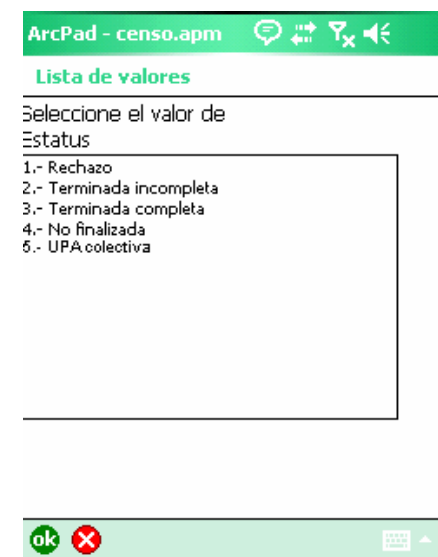 ArcPad - censo.apm
Lista de valores
Seleccione el valor de
Estatus
1.- Rechazo
2.- Terminada incompleta
3.- Terminada completa
4.- No finalizada
5.- UPA colectiva
ok